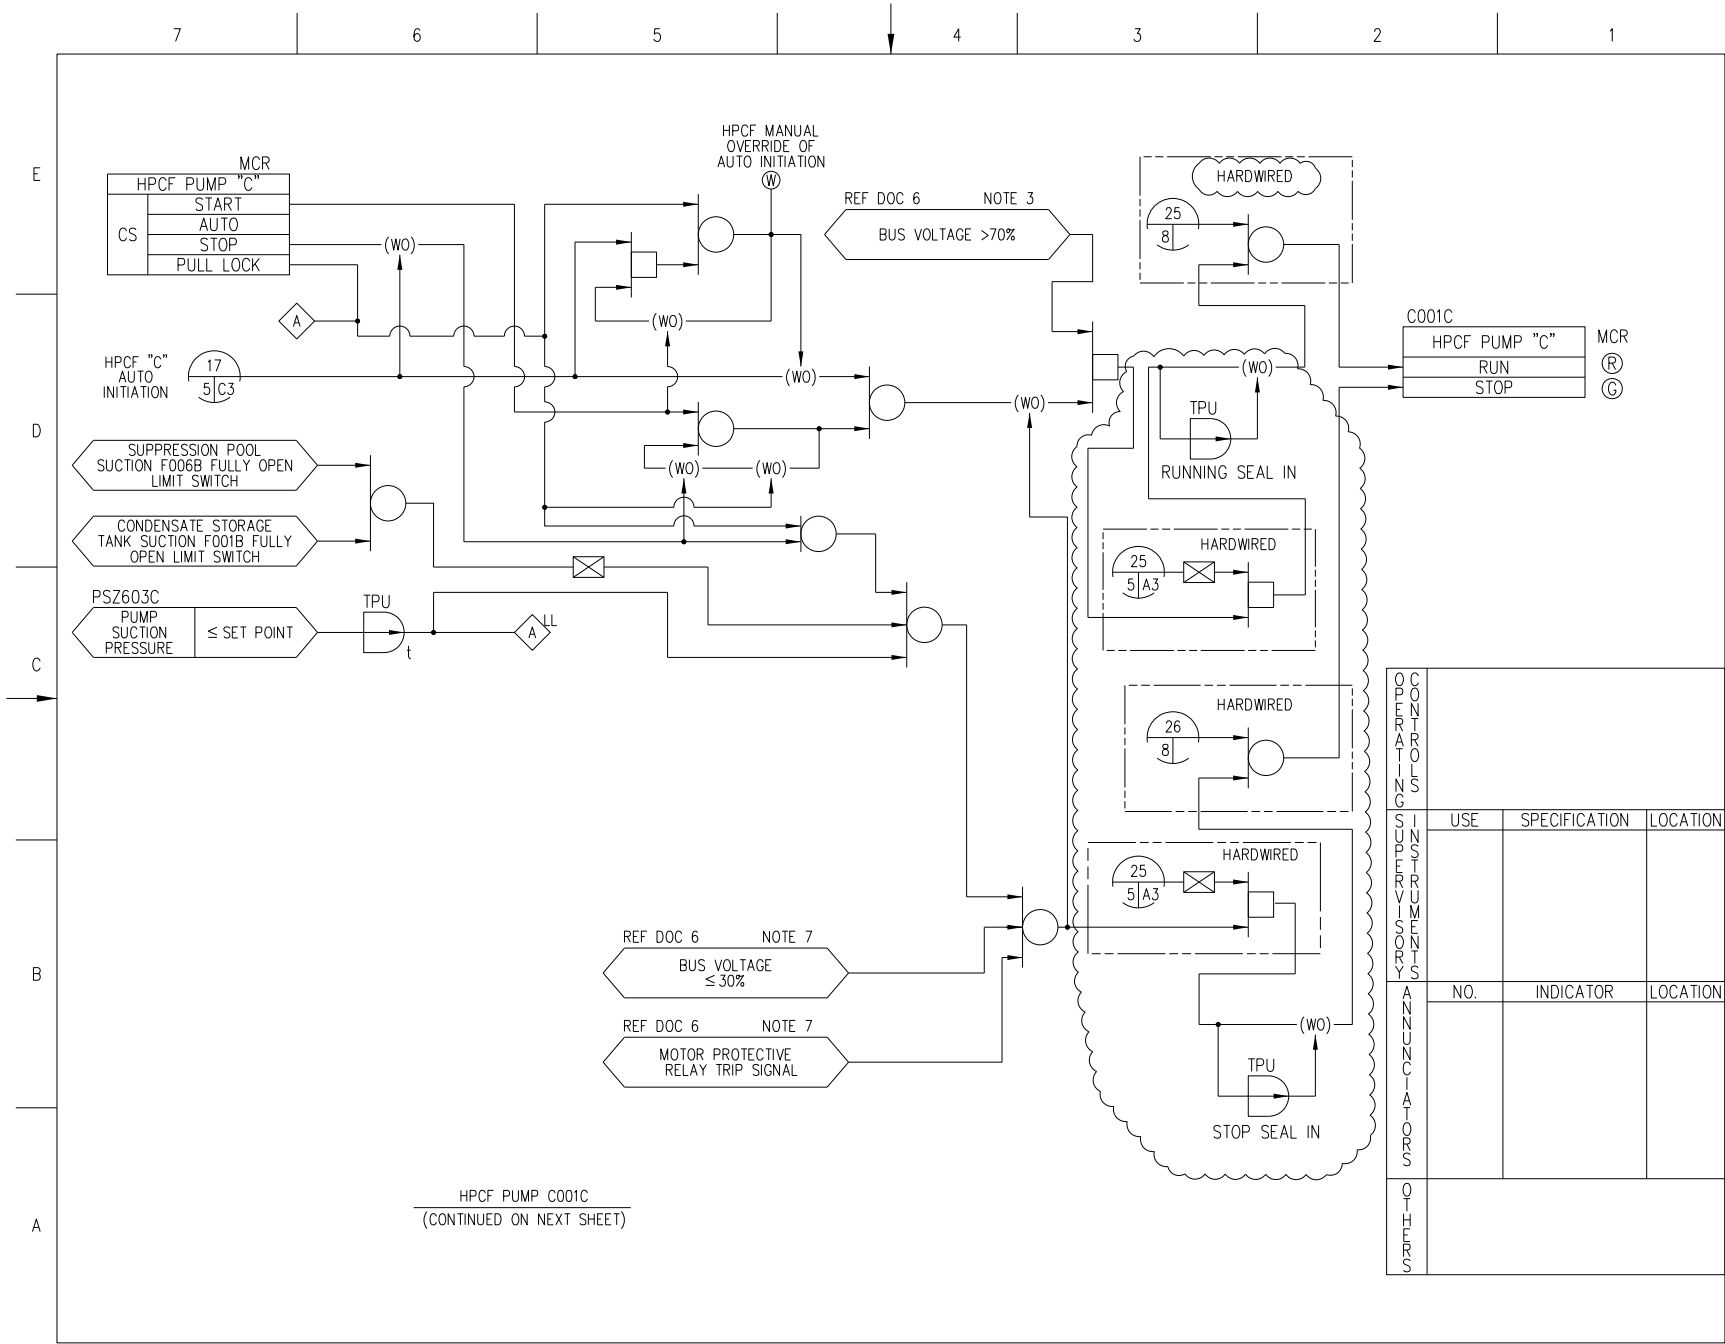 7 6 5 4 3 2 1
E
D
C
B
A
MCR
HPCF PUMP "C"
CS
START
AUTO
STOP
PULL LOCK
(WO)
HPCF MANUAL
OVERRIDE OF
AUTO INITIATION
W
(WO)
(WO)
A
HPCF "C"
AUTO
INITIATION
17
5 C3
REF DOC 6 NOTE 3
BUS VOLTAGE >70%
HARDWIRED
25
8
C001C
HPCF PUMP "C"
RUN
STOP
MCR
R
G
(WO)
(WO)
TPU
RUNNING SEAL IN
(WO) (WO)
SUPPRESSION POOL
SUCTION F006B FULLY OPEN
LIMIT SWITCH
CONDENSATE STORAGE
TANK SUCTION F001B FULLY
OPEN LIMIT SWITCH
PSZ603C
PUMP
SUCTION
PRESSURE
≤ SET POINT
TPU
t
A
LL
HARDWIRED
25
5 A3
HARDWIRED
26
8
HARDWIRED
25
5 A3
REF DOC 6 NOTE 7
BUS VOLTAGE
≤ 30%
REF DOC 6 NOTE 7
MOTOR PROTECTIVE
RELAY TRIP SIGNAL
(WO)
TPU
STOP SEAL IN
HPCF PUMP C001C
(CONTINUED ON NEXT SHEET)
OPERATING
CONTROLS
SUPERVISORY
INSTRUMENTS
USE SPECIFICATION LOCATION
ANNUNCIATORS
NO. INDICATOR LOCATION
OTHERS